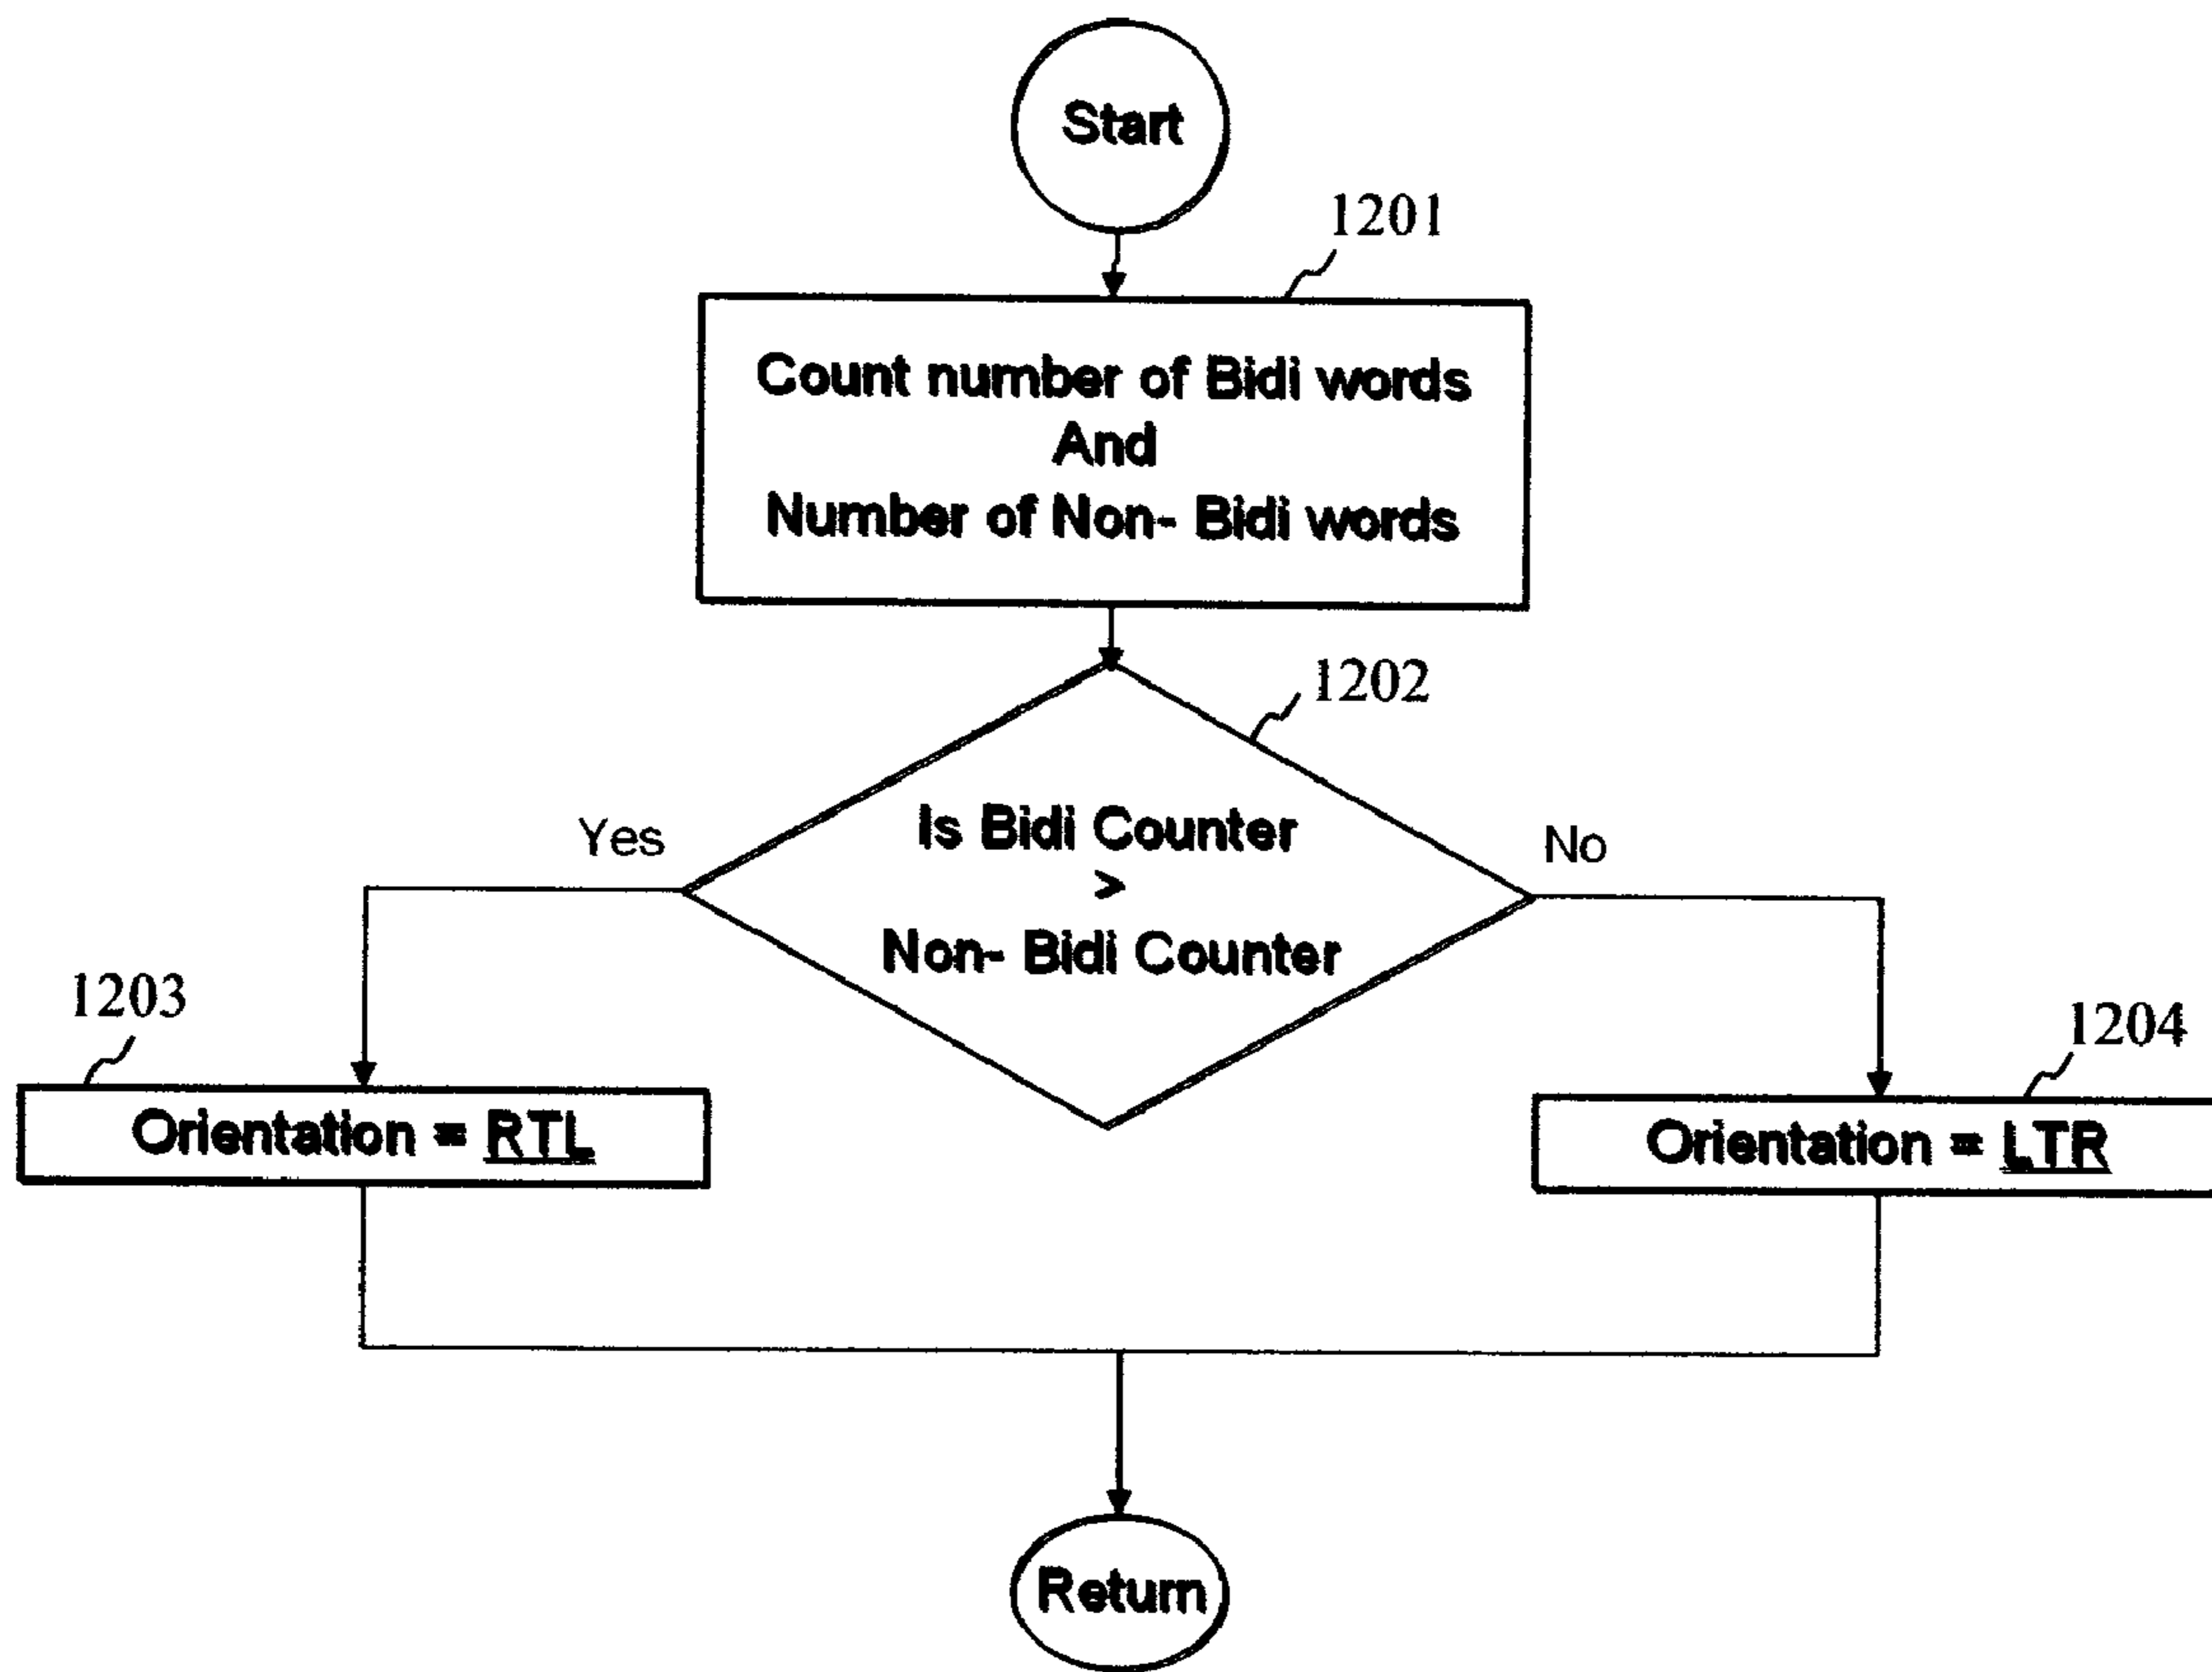 Start
1201
Count number of Bidi words
And
Number of Non- Bidi words
1202
Is Bidi Counter
>
Non- Bidi Counter
Yes
No
1203
Orientation = RTL
1204
Orientation = LTR
Return